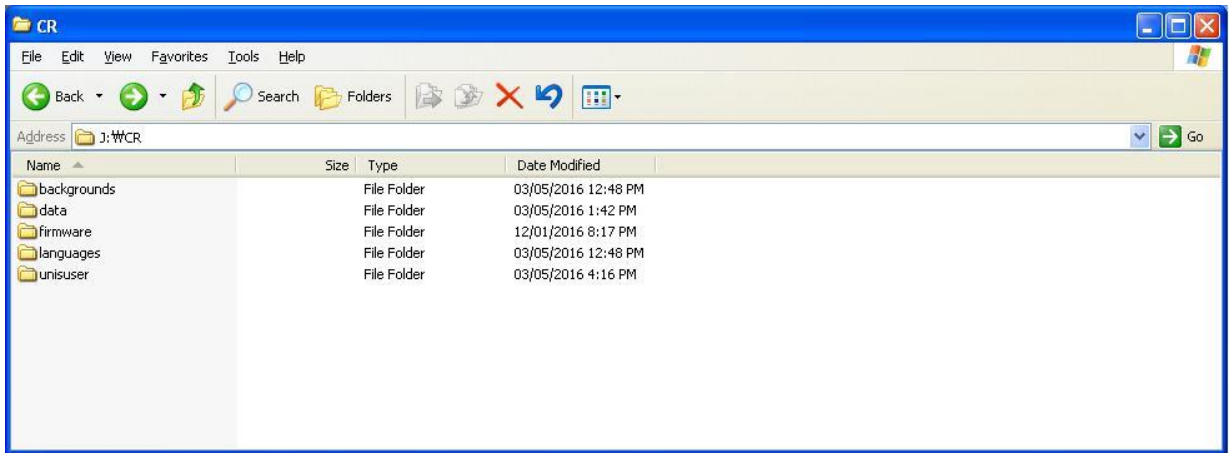 CR
File Edit View Favorites Tools Help
Back Search Folders
Address J:₩CR Go
Name Size Type Date Modified
backgrounds File Folder 03/05/2016 12:48 PM
data File Folder 03/05/2016 1:42 PM
firmware File Folder 12/01/2016 8:17 PM
languages File Folder 03/05/2016 12:48 PM
unisuser File Folder 03/05/2016 4:16 PM